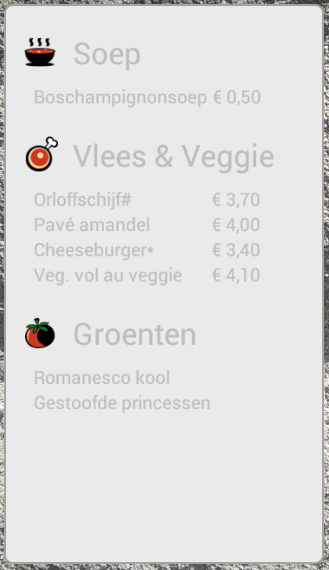 Soep
Boschampignonsoep € 0,50
Vlees & Veggie
Orloffschijf# € 3,70
Pavé amandel € 4,00
Cheeseburger* € 3,40
Veg. vol au veggie € 4,10
Groenten
Romanesco kool
Gestoofde princessen